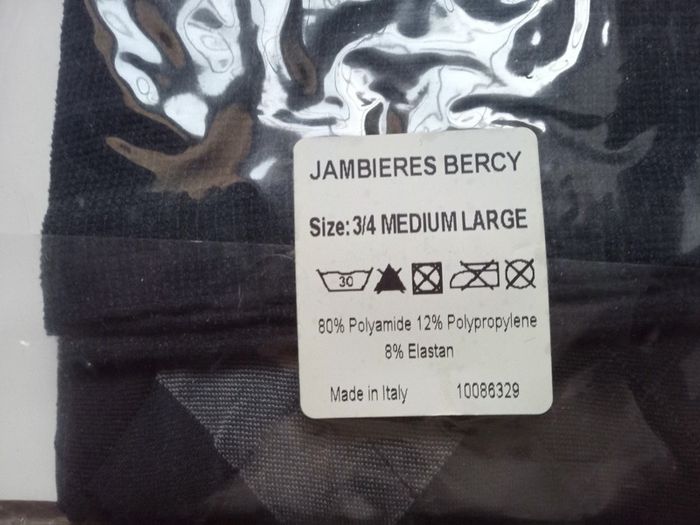 JAMBIERES BERCY
Size: 3/4 MEDIUM LARGE
30
80% Polyamide 12% Polypropylene
8% Elastan
Made in Italy 10086329